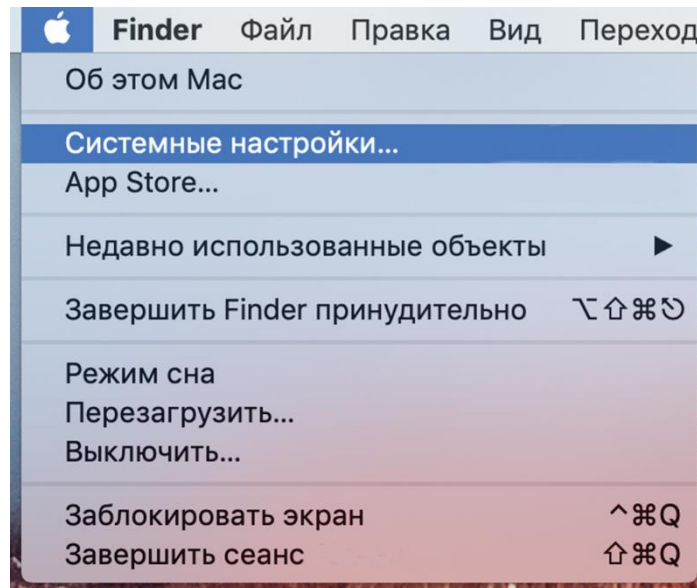 Finder Файл Правка Вид Переход
Об этом Mac
Системные настройки...
App Store...
Недавно использованные объекты ▶
Завершить Finder принудительно ⌥⇧⌘⎋
Режим сна
Перезагрузить...
Выключить...
Заблокировать экран ^⌘Q
Завершить сеанс ⇧⌘Q